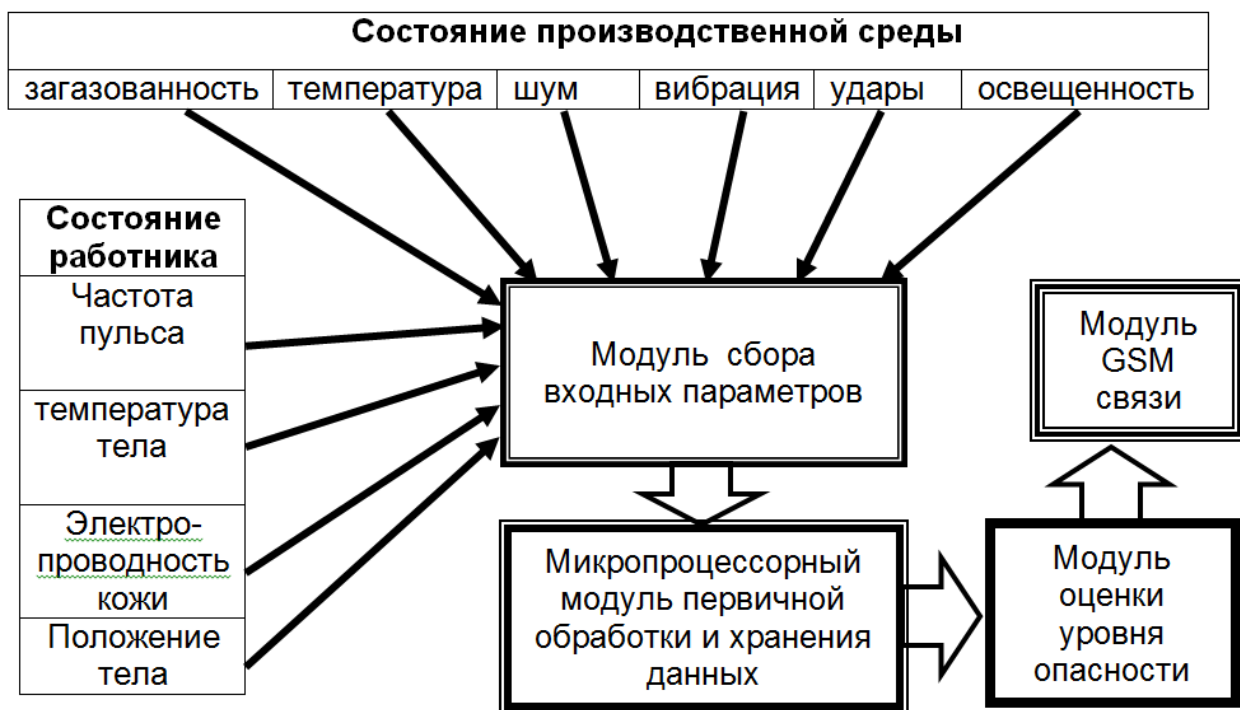 Состояние производственной среды
загазованность температура шум вибрация удары освещенность
Состояние
работника
Частота
пульса
температура
тела
Электро-
проводность
кожи
Положение
тела
Модуль сбора
входных параметров
Модуль
GSM
связи
Микропроцессорный
модуль первичной
обработки и хранения
данных
Модуль
оценки
уровня
опасности